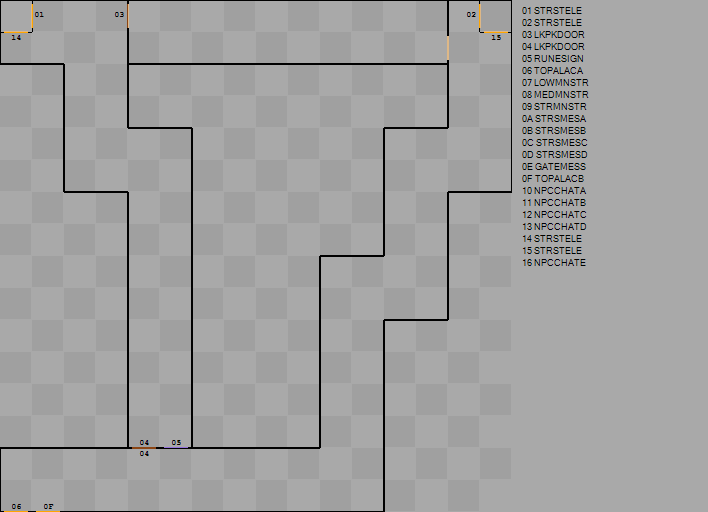 01 03 02
14 15
04 05
04
06 0F
01 STRSTELE
02 STRSTELE
03 LKPKDOOR
04 LKPKDOOR
05 RUNESIGN
06 TOPALACA
07 LOWMNSTR
08 MEDMNSTR
09 STRMNSTR
0A STRSMESA
0B STRSMESB
0C STRSMESC
0D STRSMESD
0E GATEMESS
0F TOPALACB
10 NPCCHATA
11 NPCCHATB
12 NPCCHATC
13 NPCCHATD
14 STRSTELE
15 STRSTELE
16 NPCCHATE